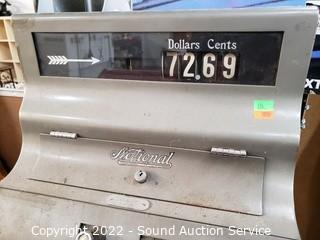 Dollars Cents
72.69
National
Copyright 2022 - Sound Auction Service